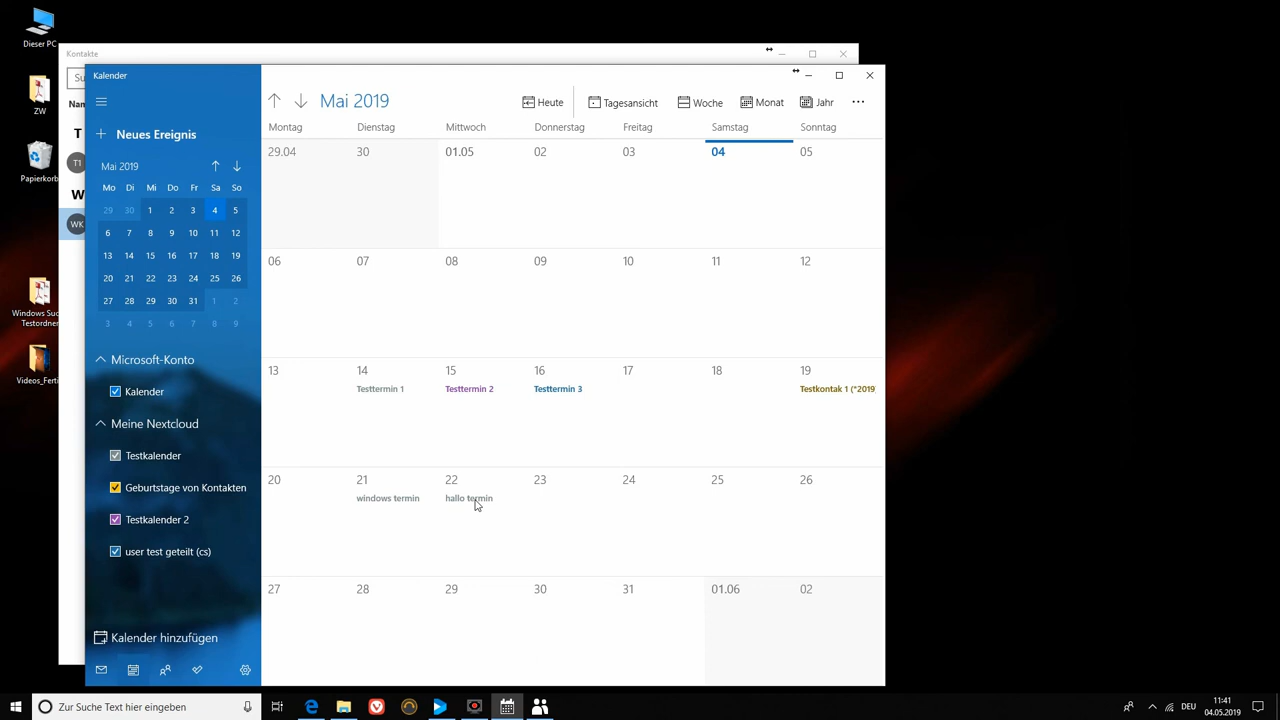 Dieser PC
ZW
Papierkorb
Windows Suc
Testordner
Videos_Ferti
Kontakte
Su
Nan
T
T1
W
WK
Kalender
Neues Ereignis
Mai 2019
Mo Di Mi Do Fr Sa So
29 30 1 2 3 4 5
6 7 8 9 10 11 12
13 14 15 16 17 18 19
20 21 22 23 24 25 26
27 28 29 30 31 1 2
3 4 5 6 7 8 9
Microsoft-Konto
Kalender
Meine Nextcloud
Testkalender
Geburtstage von Kontakten
Testkalender 2
user test geteilt (cs)
Kalender hinzufügen
Mai 2019
Heute Tagesansicht Woche Monat Jahr
Montag Dienstag Mittwoch Donnerstag Freitag Samstag Sonntag
29.04 30 01.05 02 03 04 05
06 07 08 09 10 11 12
13 14 15 16 17 18 19
Testtermin 1 Testtermin 2 Testtermin 3 Testkontak 1 (*2019)
20 21 22 23 24 25 26
windows termin hallo termin
27 28 29 30 31 01.06 02
Zur Suche Text hier eingeben
DEU
11:41
04.05.2019